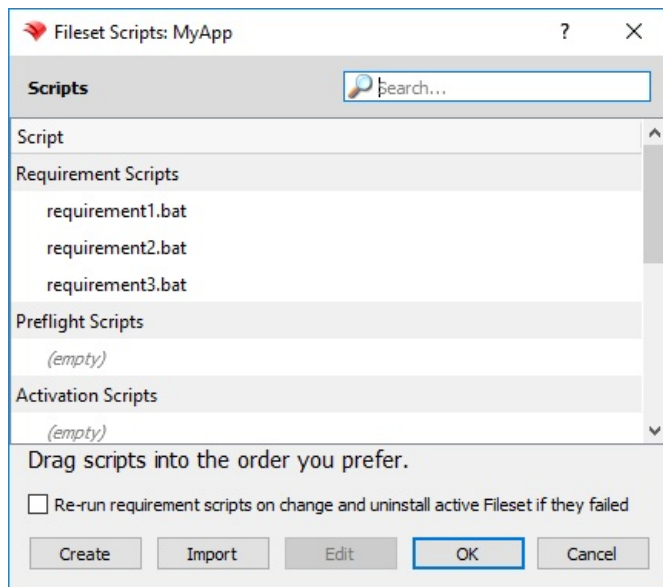 Fileset Scripts: MyApp ?
Scripts Search...
Script
Requirement Scripts
requirement1.bat
requirement2.bat
requirement3.bat
Preflight Scripts
(empty)
Activation Scripts
(empty)
Drag scripts into the order you prefer.
Re-run requirement scripts on change and uninstall active Fileset if they failed
Create Import Edit OK Cancel